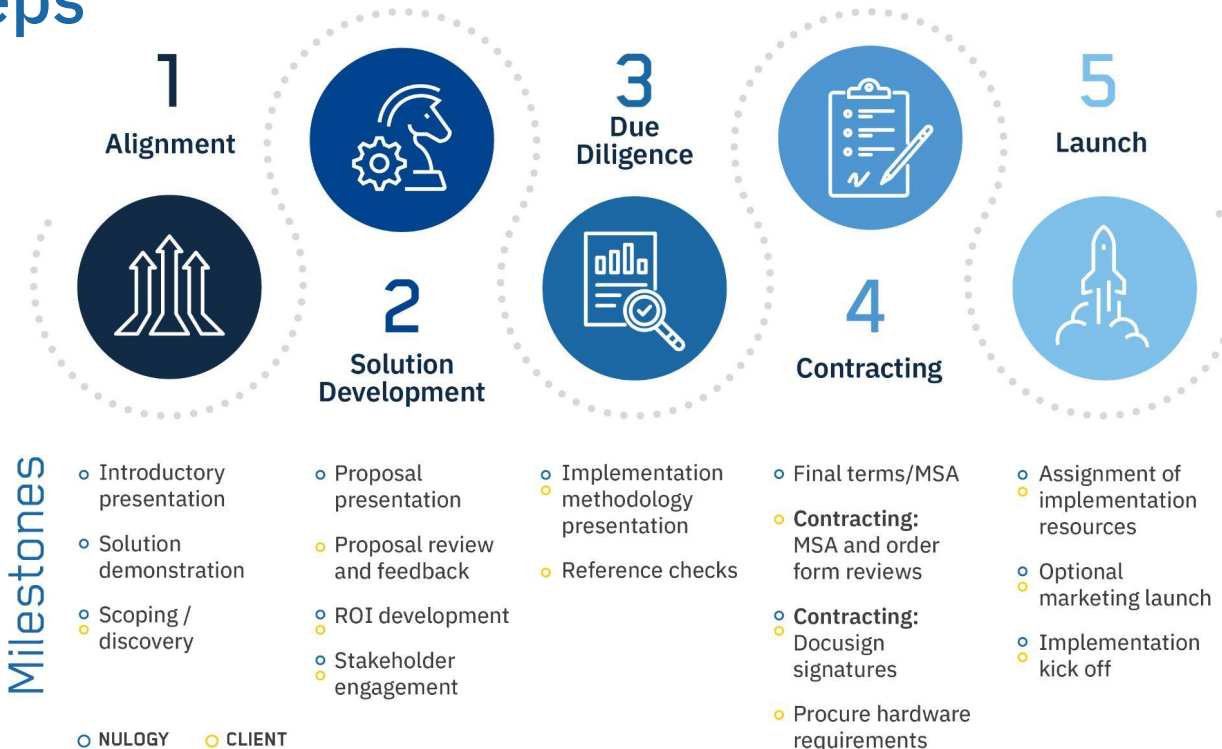 eps
1
Alignment
2
Solution
Development
3
Due
Diligence
4
Contracting
5
Launch
Milestones
Introductory
presentation
Solution
demonstration
Scoping /
discovery
Proposal
presentation
Proposal review
and feedback
ROI development
Stakeholder
engagement
Implementation
methodology
presentation
Reference checks
Final terms/MSA
Contracting:
MSA and order
form reviews
Contracting:
Docusign
signatures
Procure hardware
requirements
Assignment of
implementation
resources
Optional
marketing launch
Implementation
kick off
NULOGY
CLIENT